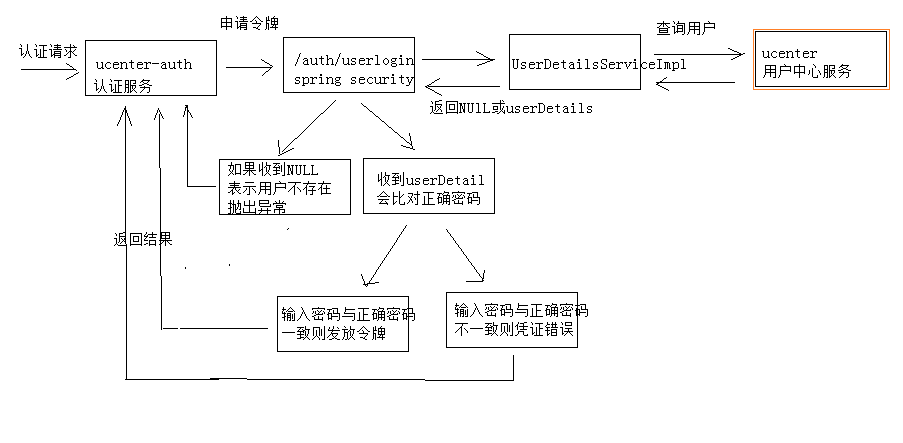 申请令牌
认证请求
ucenter-auth
认证服务
/auth/userlogin
spring security
UserDetailsServiceImpl
查询用户
ucenter
用户中心服务
返回NUlL或userDetails
如果收到NULL
表示用户不存在
抛出异常
收到userDetail
会比对正确密码
返回结果
输入密码与正确密码
一致则发放令牌
输入密码与正确密码
不一致则凭证错误